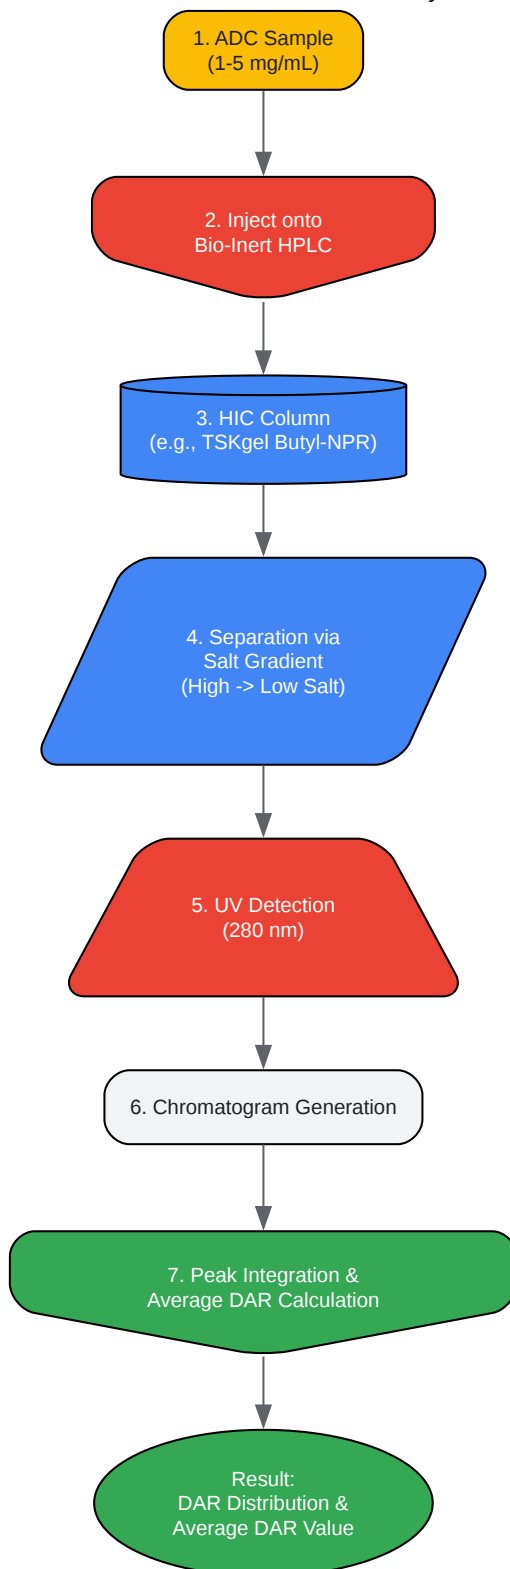 1. ADC Sample
(1-5 mg/mL)
2. Inject onto
Bio-Inert HPLC
3. HIC Column
(e.g., TSKgel Butyl-NPR)
4. Separation via
Salt Gradient
(High -> Low Salt)
5. UV Detection
(280 nm)
6. Chromatogram Generation
7. Peak Integration &
Average DAR Calculation
Result:
DAR Distribution &
Average DAR Value